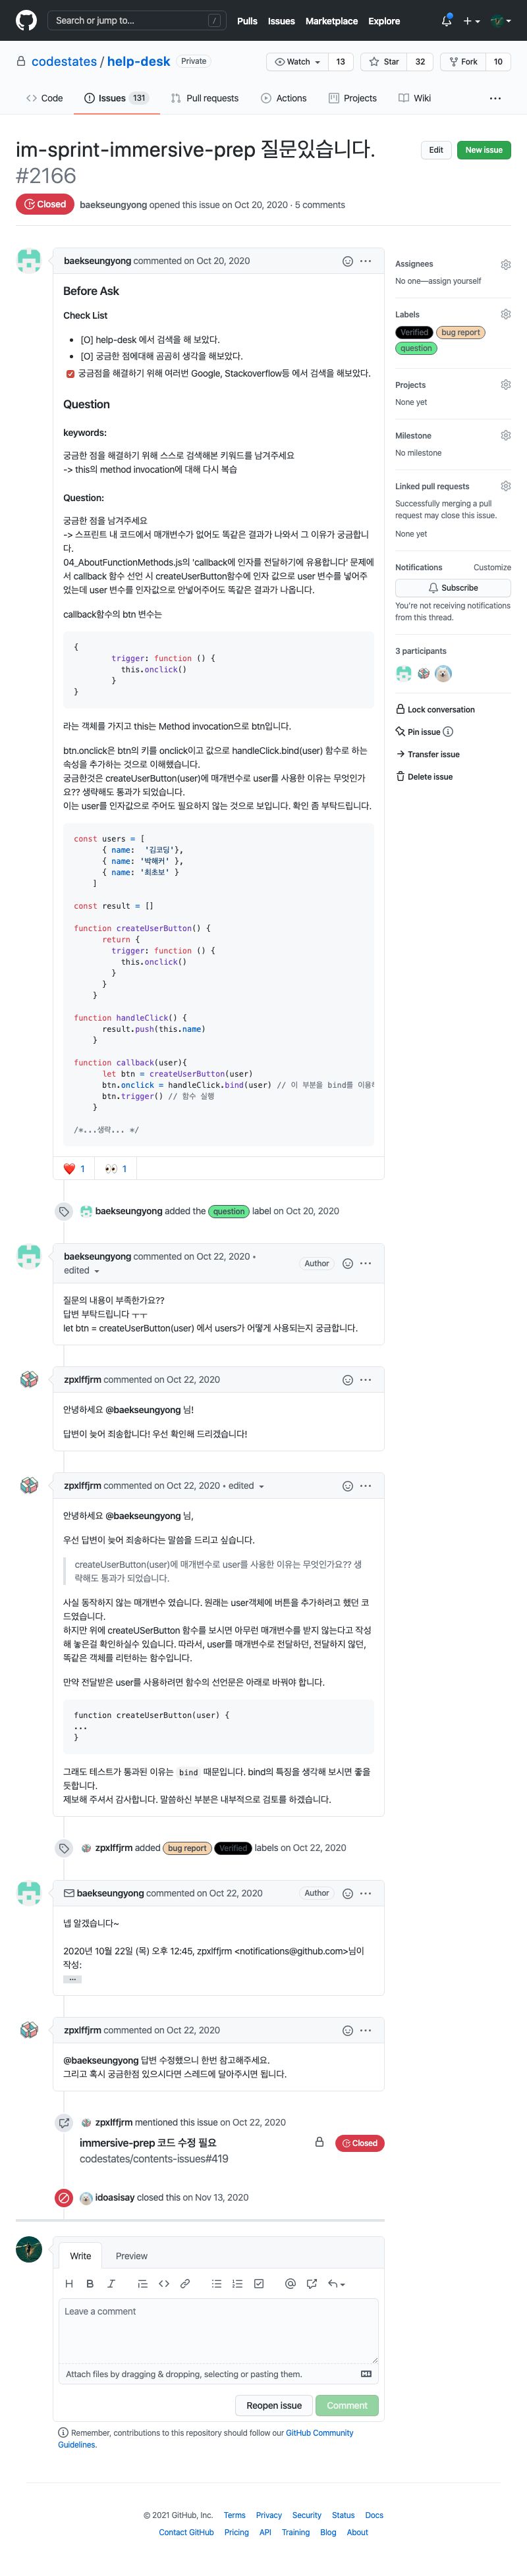 Search or jump to... /
Pulls Issues Marketplace Explore
codestates / help-desk Private
Watch 13 Star 32 Fork 10
Code Issues 131 Pull requests Actions Projects Wiki
im-sprint-immersive-prep 질문있습니다.
#2166
Edit New issue
Closed baekseungyong opened this issue on Oct 20, 2020 · 5 comments
baekseungyong commented on Oct 20, 2020
Before Ask
Check List
• [O] help-desk 에서 검색을 해 보았다.
• [O] 궁금한 점에대해 곰곰히 생각을 해보았다.
궁금점을 해결하기 위해 여러번 Google, Stackoverflow등 에서 검색을 해보았다.
Question
keywords:
궁금한 점을 해결하기 위해 스스로 검색해본 키워드를 남겨주세요
-> this의 method invocation에 대해 다시 복습
Question:
궁금한 점을 남겨주세요
-> 스프린트 내 코드에서 매개변수가 없어도 똑같은 결과가 나와서 그 이유가 궁금합니
다.
04_AboutFunctionMethods.js의 'callback에 인자를 전달하기에 유용합니다' 문제에
서 callback 함수 선언 시 createUserButton함수에 인자 값으로 user 변수를 넣어주
었는데 user 변수를 인자값으로 안넣어주어도 똑같은 결과가 나옵니다.
callback함수의 btn 변수는
{
trigger: function () {
this.onclick()
}
}
라는 객체를 가지고 this는 Method invocation으로 btn입니다.
btn.onclick은 btn의 키를 onclick이고 값으로 handleClick.bind(user) 함수로 하는
속성을 추가하는 것으로 이해했습니다.
궁금한것은 createUserButton(user)에 매개변수로 user를 사용한 이유는 무엇인가
요?? 생략해도 통과가 되었습니다.
이는 user를 인자값으로 주어도 필요하지 않는 것으로 보입니다. 확인 좀 부탁드립니다.
const users = [
{ name: '김코딩'},
{ name: '박해커' },
{ name: '최초보' }
]
const result = []
function createUserButton() {
return {
trigger: function () {
this.onclick()
}
}
}
function handleClick() {
result.push(this.name)
}
function callback(user){
let btn = createUserButton(user)
btn.onclick = handleClick.bind(user) // 이 부분을 bind를 이용하
btn.trigger() // 함수 실행
}
/*...생략... */
❤️ 1 👀 1
baekseungyong added the question label on Oct 20, 2020
baekseungyong commented on Oct 22, 2020 •
edited
Author
질문의 내용이 부족한가요??
답변 부탁드립니다 ㅜㅜ
let btn = createUserButton(user) 에서 users가 어떻게 사용되는지 궁금합니다.
zpxlffjrm commented on Oct 22, 2020
안녕하세요 @baekseungyong 님!
답변이 늦어 죄송합니다! 우선 확인해 드리겠습니다!
zpxlffjrm commented on Oct 22, 2020 • edited
안녕하세요 @baekseungyong 님,
우선 답변이 늦어 죄송하다는 말씀을 드리고 싶습니다.
createUserButton(user)에 매개변수로 user를 사용한 이유는 무엇인가요?? 생
략해도 통과가 되었습니다.
사실 동작하지 않는 매개변수 였습니다. 원래는 user객체에 버튼을 추가하려고 했던 코
드였습니다.
하지만 위에 createUSerButton 함수를 보시면 아무런 매개변수를 받지 않는다고 작성
해 놓은걸 확인하실수 있습니다. 따라서, user를 매개변수로 전달하던, 전달하지 않던,
똑같은 객체를 리턴하는 함수입니다.
만약 전달받은 user를 사용하려면 함수의 선언문은 아래로 바꿔야 합니다.
function createUserButton(user) {
...
}
그래도 테스트가 통과된 이유는 bind 때문입니다. bind의 특징을 생각해 보시면 좋을
듯합니다.
제보해 주셔서 감사합니다. 말씀하신 부분은 내부적으로 검토를 하겠습니다.
zpxlffjrm added bug report Verified labels on Oct 22, 2020
baekseungyong commented on Oct 22, 2020 Author
넵 알겠습니다~
2020년 10월 22일 (목) 오후 12:45, zpxlffjrm <notifications@github.com>님이
작성:
...
zpxlffjrm commented on Oct 22, 2020
@baekseungyong 답변 수정했으니 한번 참고해주세요.
그리고 혹시 궁금한점 있으시다면 스레드에 달아주시면 됩니다.
zpxlffjrm mentioned this issue on Oct 22, 2020
immersive-prep 코드 수정 필요
Closed
codestates/contents-issues#419
idoasisay closed this on Nov 13, 2020
Write Preview
Leave a comment
Attach files by dragging & dropping, selecting or pasting them.
Reopen issue Comment
Remember, contributions to this repository should follow our GitHub Community
Guidelines.
Assignees
No one—assign yourself
Labels
Verified bug report
question
Projects
None yet
Milestone
No milestone
Linked pull requests
Successfully merging a pull
request may close this issue.
None yet
Notifications Customize
Subscribe
You're not receiving notifications
from this thread.
3 participants
Lock conversation
Pin issue
Transfer issue
Delete issue
© 2021 GitHub, Inc. Terms Privacy Security Status Docs
Contact GitHub Pricing API Training Blog About